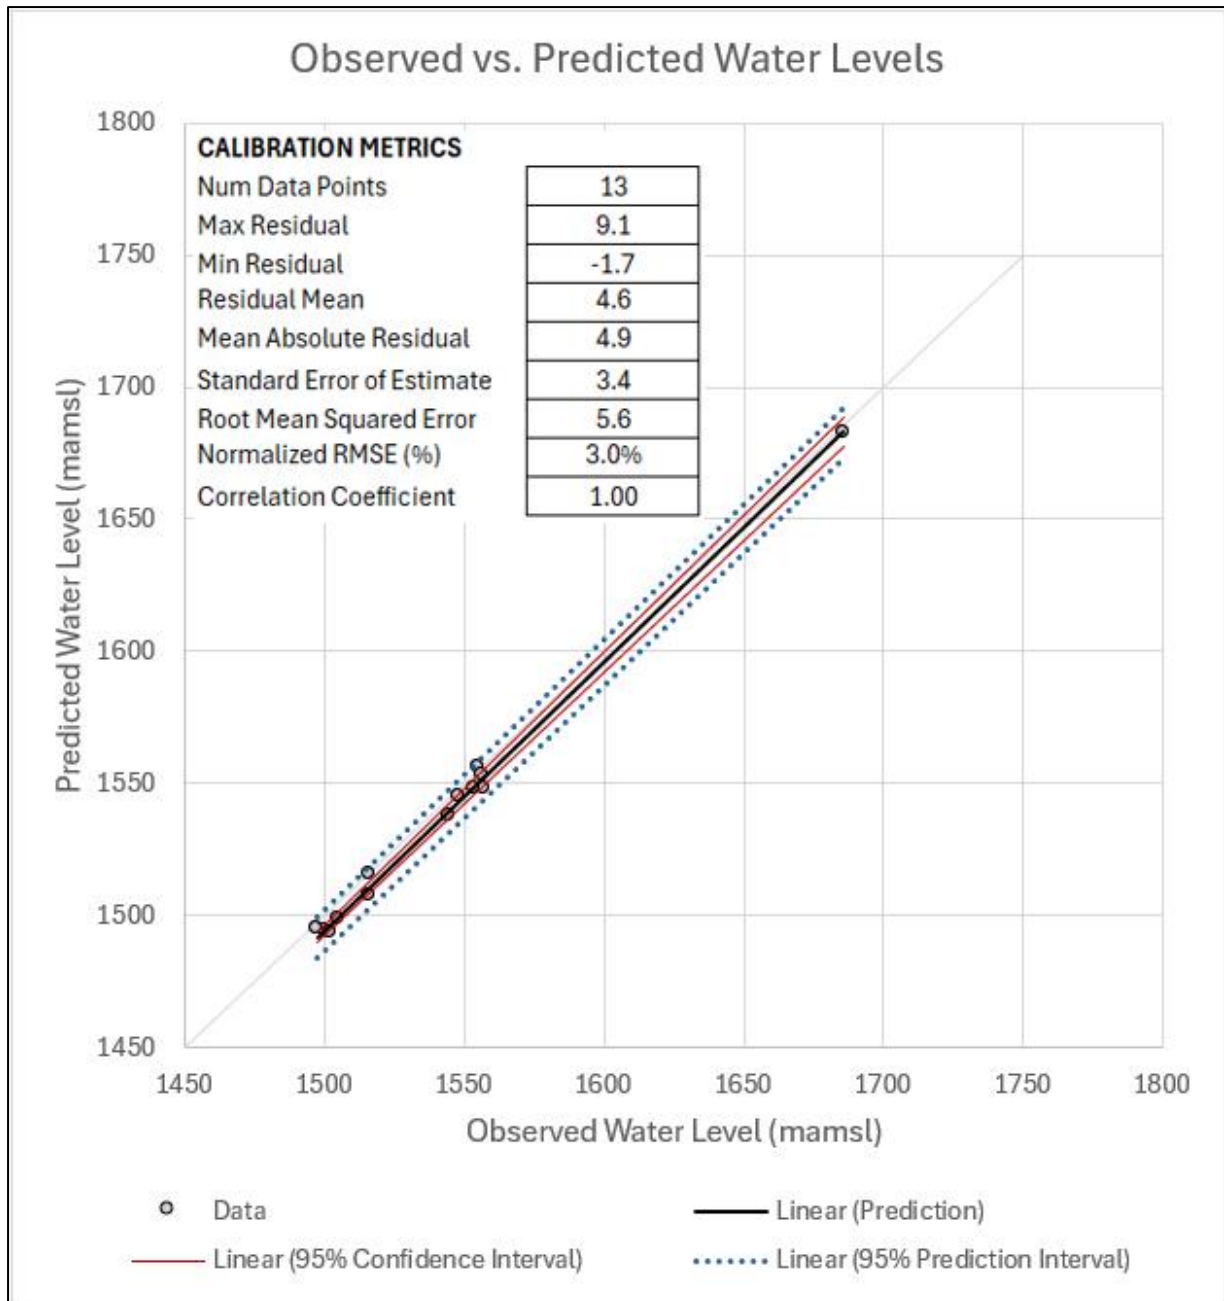 Observed vs. Predicted Water Levels
1800
CALIBRATION METRICS
Num Data Points 13
Max Residual 9.1
Min Residual -1.7
Residual Mean 4.6
Mean Absolute Residual 4.9
Standard Error of Estimate 3.4
Root Mean Squared Error 5.6
Normalized RMSE (%) 3.0%
Correlation Coefficient 1.00
1750
1700
1650
1600
1550
1500
1450
Predicted Water Level (mamsl)
1450 1500 1550 1600 1650 1700 1750 1800
Observed Water Level (mamsl)
Data Linear (Prediction)
Linear (95% Confidence Interval) Linear (95% Prediction Interval)